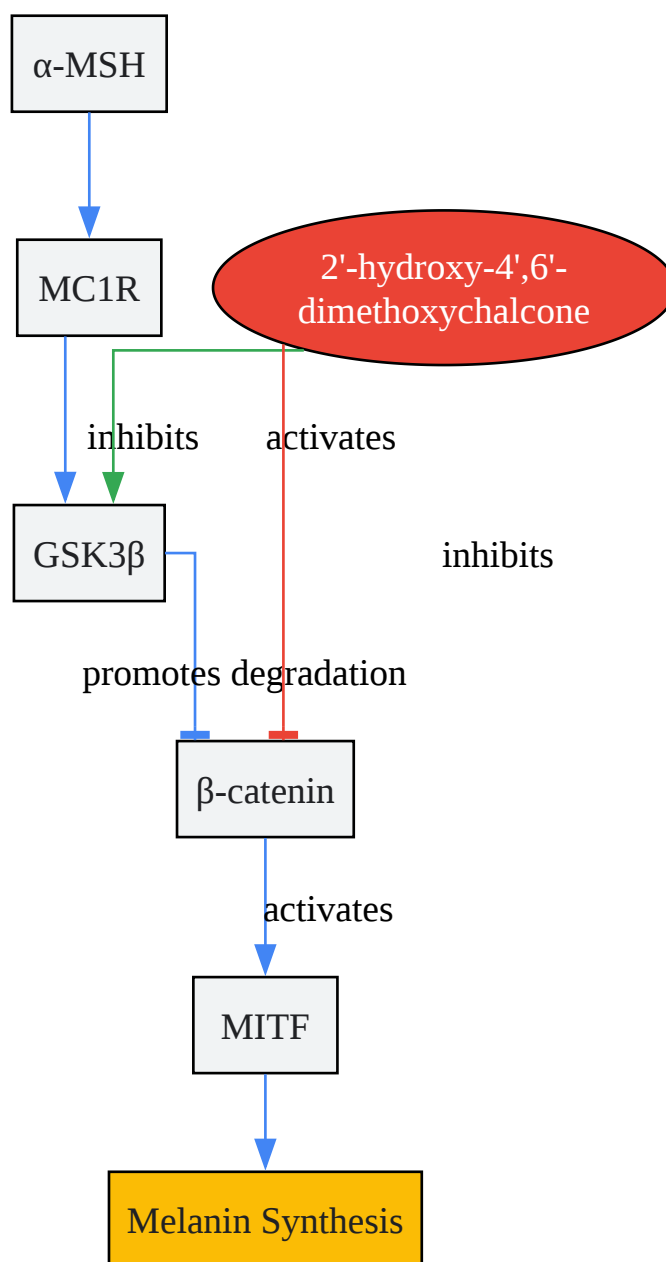 α-MSH
MC1R
2'-hydroxy-4',6'-
dimethoxychalcone
inhibits
activates
GSK3β
inhibits
promotes degradation
β-catenin
activates
MITF
Melanin Synthesis